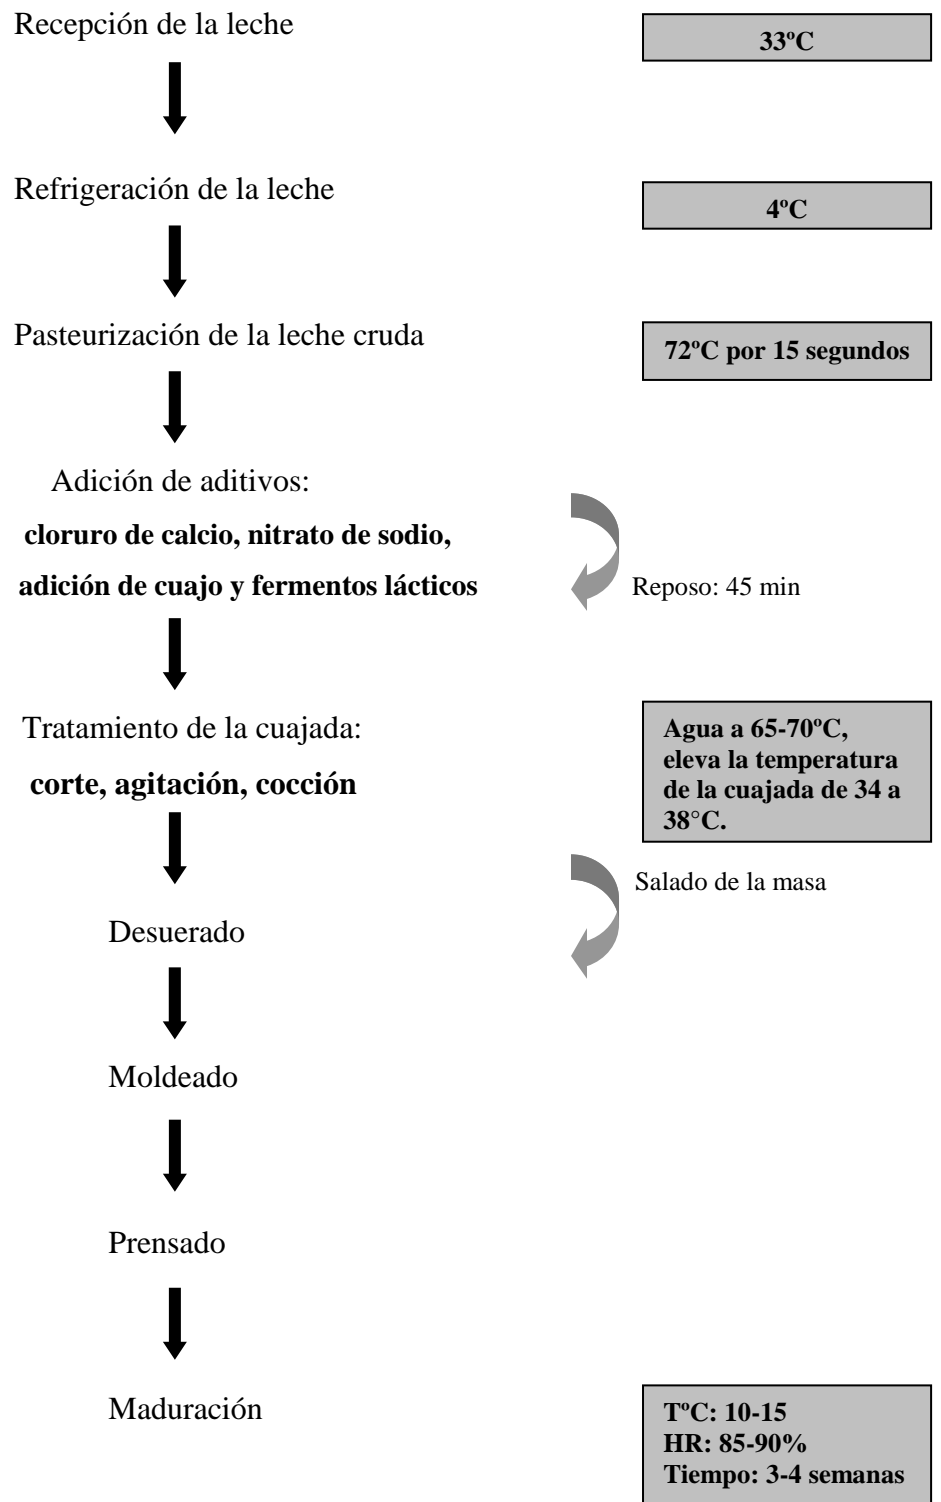 Recepción de la leche
33ºC
Refrigeración de la leche
4ºC
Pasteurización de la leche cruda
72ºC por 15 segundos
Adición de aditivos:
cloruro de calcio, nitrato de sodio,
adición de cuajo y fermentos lácticos
Reposo: 45 min
Tratamiento de la cuajada:
corte, agitación, cocción
Agua a 65-70ºC,
eleva la temperatura
de la cuajada de 34 a
38°C.
Salado de la masa
Desuerado
Moldeado
Prensado
Maduración
TºC: 10-15
HR: 85-90%
Tiempo: 3-4 semanas